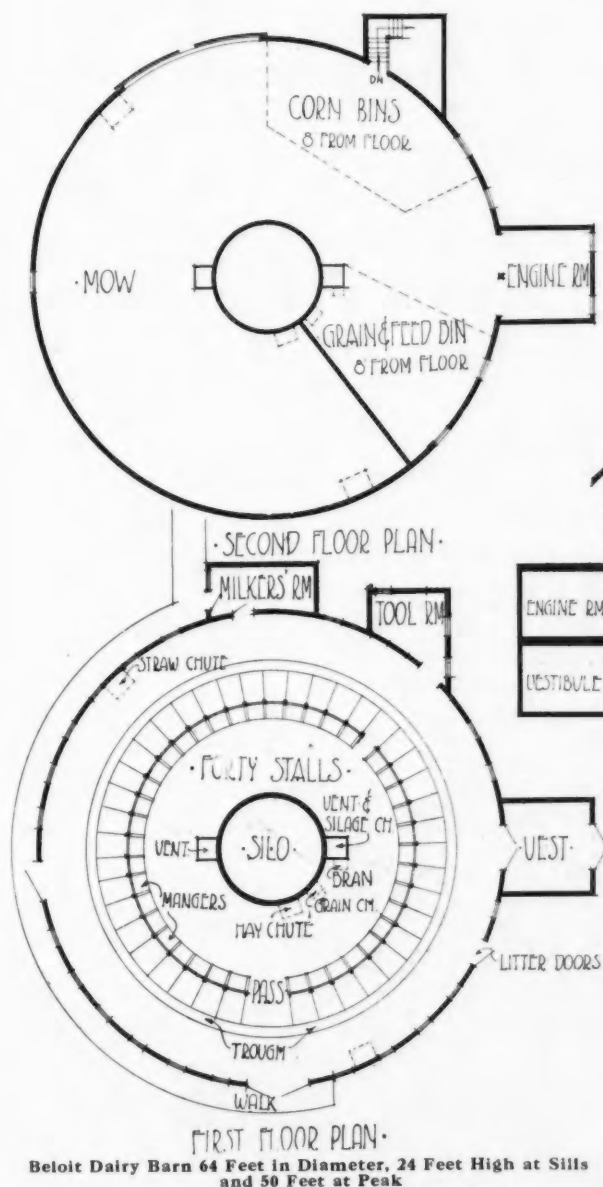 DN
CORN BINS
8 FROM FLOOR
·MOW
ENGINE RM
GRAIN & FEED BIN
8' FROM FLOOR
·SECOND FLOOR PLAN·
MILKERS' RM
TOOL RM
ENGINE RM
VESTIBULE
STRAW CHUTE
·FORTY STALLS·
VENT &
SILAGE CH.
VENT.
·SILO·
·VEST·
BRAN
MANGERS
GRAIN CH.
HAY CHUTE
LITTER DOORS
PASS
TROUGH
WALK
FIRST FLOOR PLAN·
Beloit Dairy Barn 64 Feet in Diameter, 24 Feet High at Sills
and 50 Feet at Peak